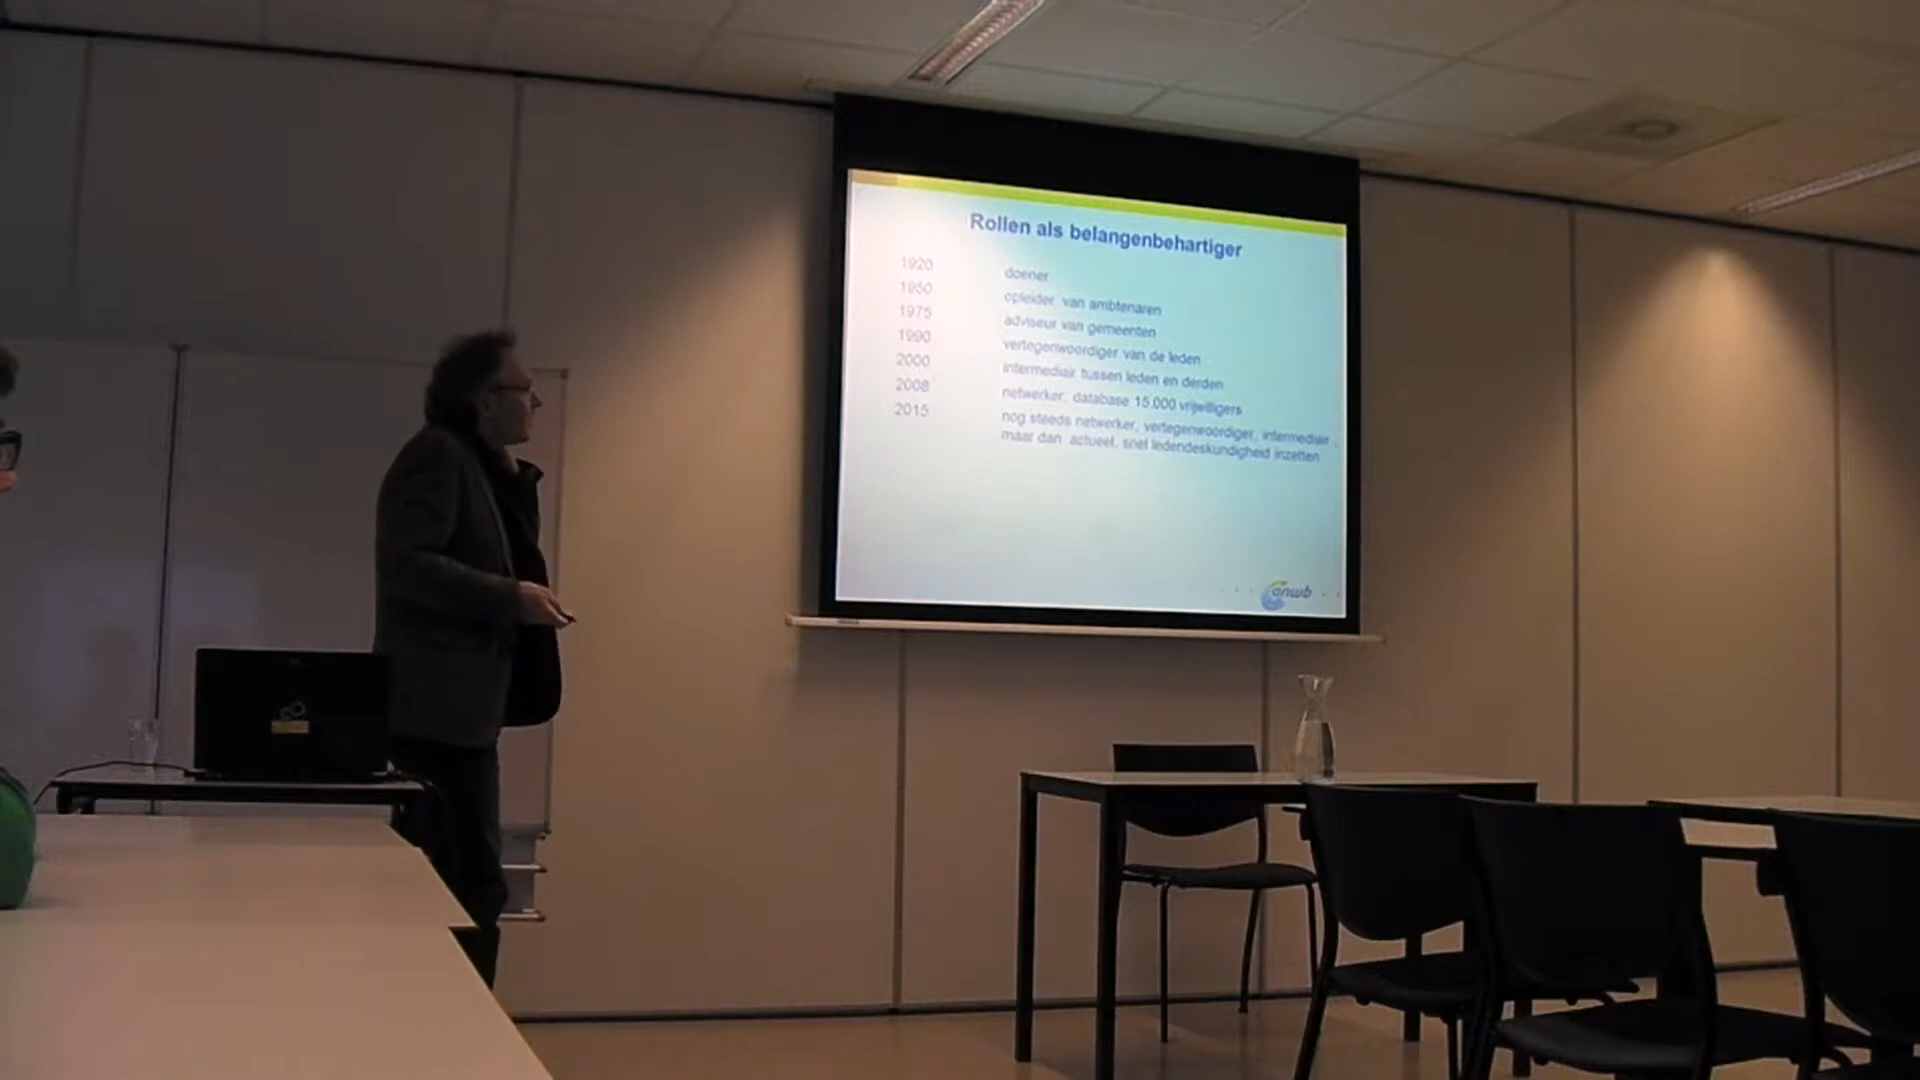 Rollen als belangenbehartiger
1920 doener
1950 opleider van ambtenaren
1975 adviseur van gemeenten
1990 vertegenwoordiger van de leden
2000 intermediair tussen leden en derden
2008 netwerker, database 15.000 vrijwilligers
2015 nog steeds netwerker, vertegenwoordiger, intermediair,
maar dan actueel, snel ledendeskundigheid inzetten
anwb